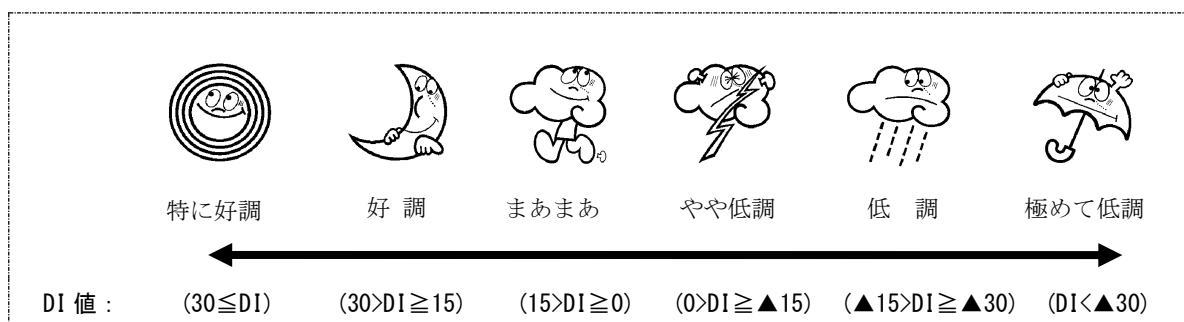 特に好調 好 調 まあまあ やや低調 低 調 極めて低調
DI 値： (30≦DI) (30>DI≧15) (15>DI≧0) (0>DI≧▲15) (▲15>DI≧▲30) (DI<▲30)